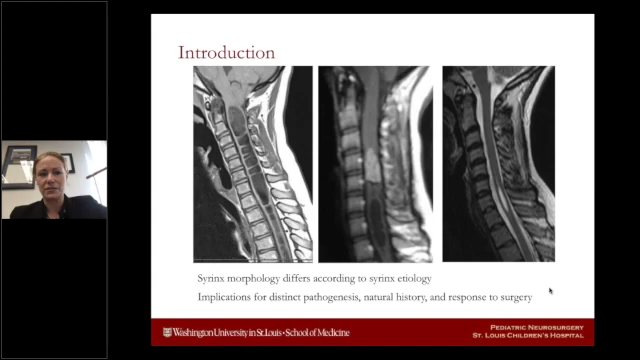 Introduction
Syrinx morphology differs according to syrinx etiology
Implications for distinct pathogenesis, natural history, and response to surgery
Washington University in St. Louis • School of Medicine
Pediatric Neurosurgery
St. Louis Children's Hospital